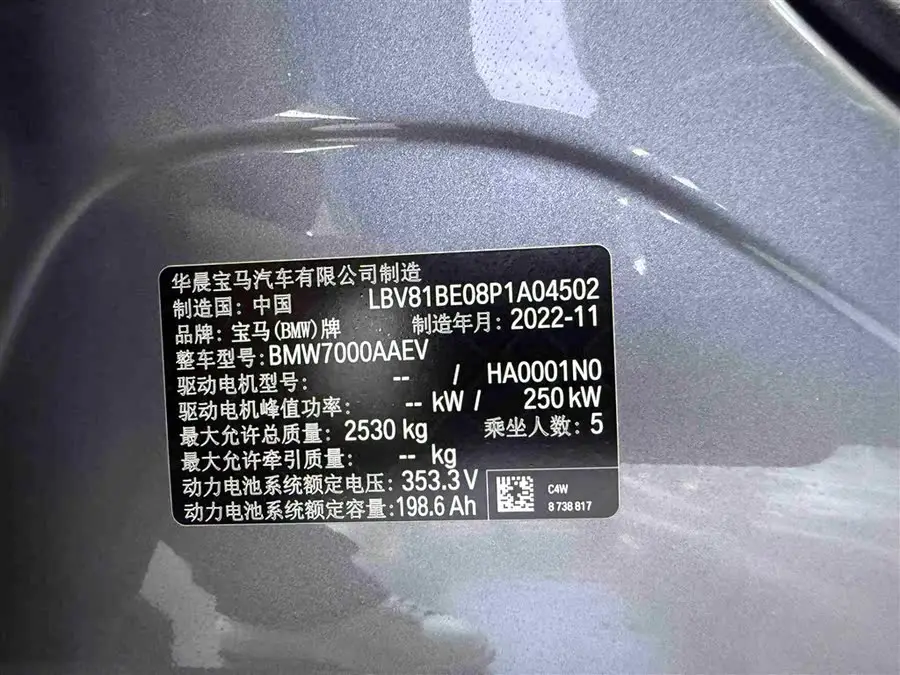 华晨宝马汽车有限公司制造
制造国: 中国 LBV81BE08P1A04502
品牌: 宝马(BMW)牌 制造年月: 2022-11
整车型号: BMW7000AAEV
驱动电机型号: -- / HA0001N0
驱动电机峰值功率: -- kW / 250 kW
最大允许总质量: 2530 kg 乘坐人数: 5
最大允许牵引质量: -- kg
动力电池系统额定电压: 353.3 V
动力电池系统额定容量: 198.6 Ah
C4W
8 738 817